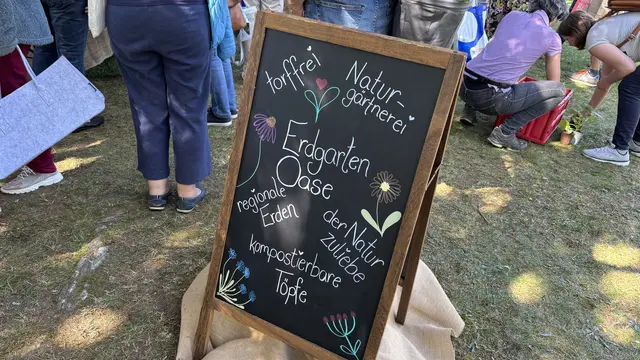 torffrei
Natur-
gärtnerei
Erdgarten
Oase
regionale
Erden
der Natur
zuliebe
kompostierbare
Töpfe